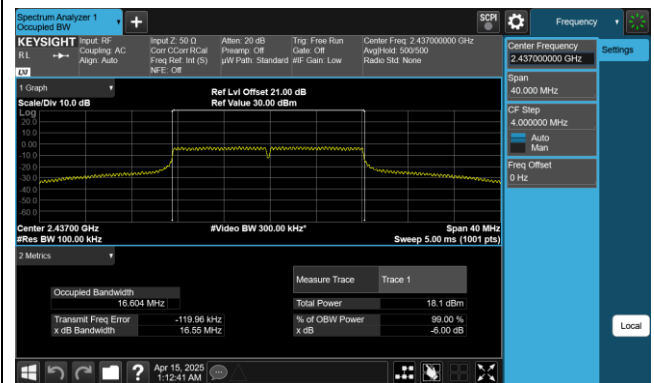 Spectrum Analyzer 1
Occupied BW
SCPI
Frequency
KEYSIGHT
RL
LXI
Input: RF
Coupling: AC
Align: Auto
Input Z: 50 Ω
Corr CCorr RCal
Freq Ref: Int (S)
NFE: Off
Atten: 20 dB
Preamp: Off
µW Path: Standard
Trig: Free Run
Gate: Off
#IF Gain: Low
Center Freq: 2.437000000 GHz
Avg|Hold: 500/500
Radio Std: None
Center Frequency
2.437000000 GHz
Settings
Span
40.000 MHz
CF Step
4.000000 MHz
Auto
Man
Freq Offset
0 Hz
1 Graph
Scale/Div 10.0 dB
Ref Lvl Offset 21.00 dB
Ref Value 30.00 dBm
Log
20.0
10.0
0.00
-10.0
-20.0
-30.0
-40.0
-50.0
-60.0
Center 2.43700 GHz
#Res BW 100.00 kHz
#Video BW 300.00 kHz*
Span 40 MHz
Sweep 5.00 ms (1001 pts)
2 Metrics
Measure Trace Trace 1
Occupied Bandwidth
16.604 MHz
Total Power 18.1 dBm
Transmit Freq Error -119.96 kHz
% of OBW Power 99.00 %
x dB Bandwidth 16.55 MHz
x dB -6.00 dB
Local
?
Apr 15, 2025
1:12:41 AM